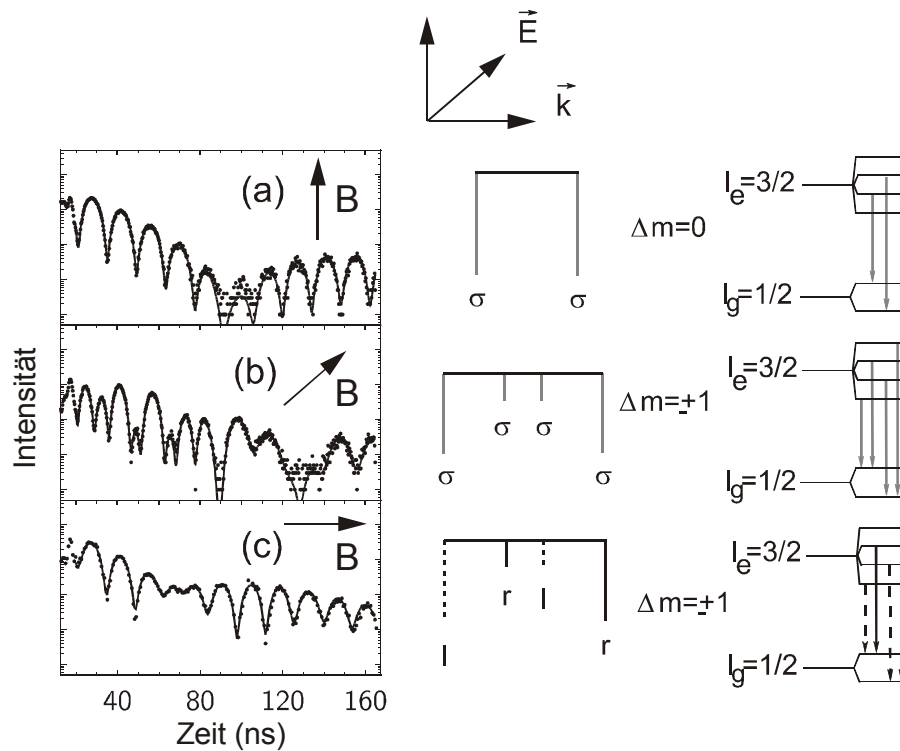 E
k
(a)
B
σ σ
Δm=0
I_e=3/2
I_g=1/2
(b)
B
σ σ σ σ
Δm=±1
I_e=3/2
I_g=1/2
(c)
B
l r l r
Δm=±1
I_e=3/2
I_g=1/2
Intensität
40 80 120 160
Zeit (ns)